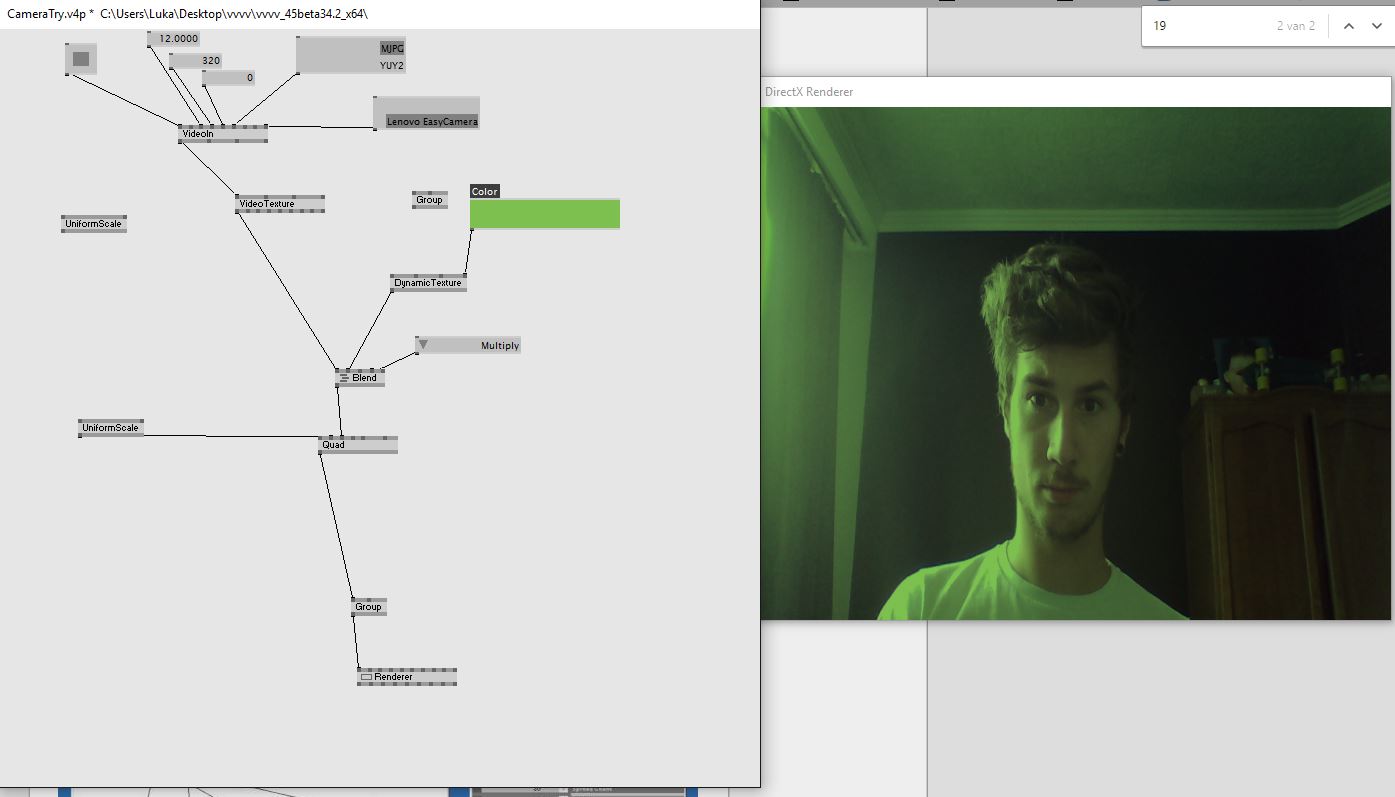 CameraTry.v4p * C:\Users\Luka\Desktop\vvvv\vvvv_45beta34.2_x64\
19
2 van 2
12.0000
320
0
MJPG
YUY2
DirectX Renderer
Lenovo EasyCamera
VideoIn
Color
VideoTexture
Group
UniformScale
DynamicTexture
Multiply
Blend
UniformScale
Quad
Group
Renderer